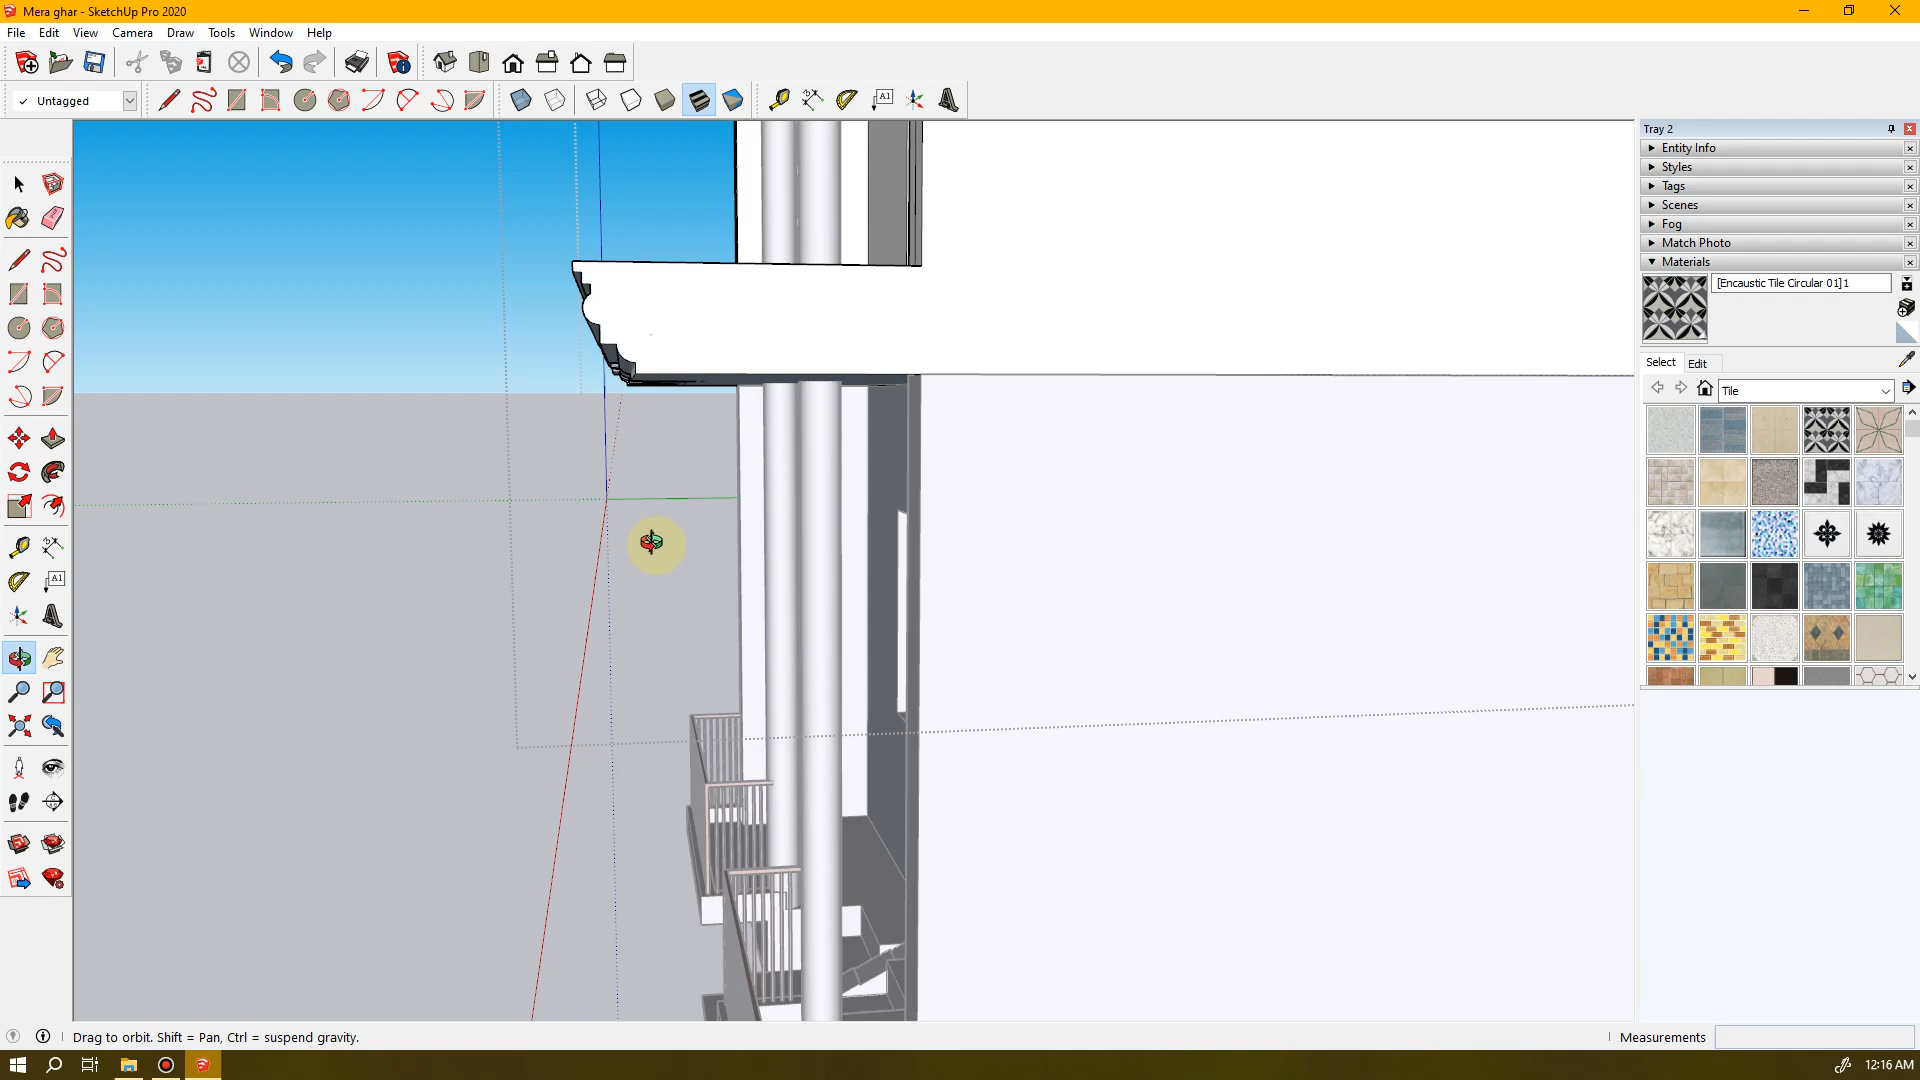 Mera ghar - SketchUp Pro 2020
File Edit View Camera Draw Tools Window Help
Untagged
A1
Tray 2
Entity Info
Styles
Tags
Scenes
Fog
Match Photo
Materials
[Encaustic Tile Circular 01]1
Select Edit
Tile
A1
Drag to orbit. Shift = Pan, Ctrl = suspend gravity.
Measurements
12:16 AM